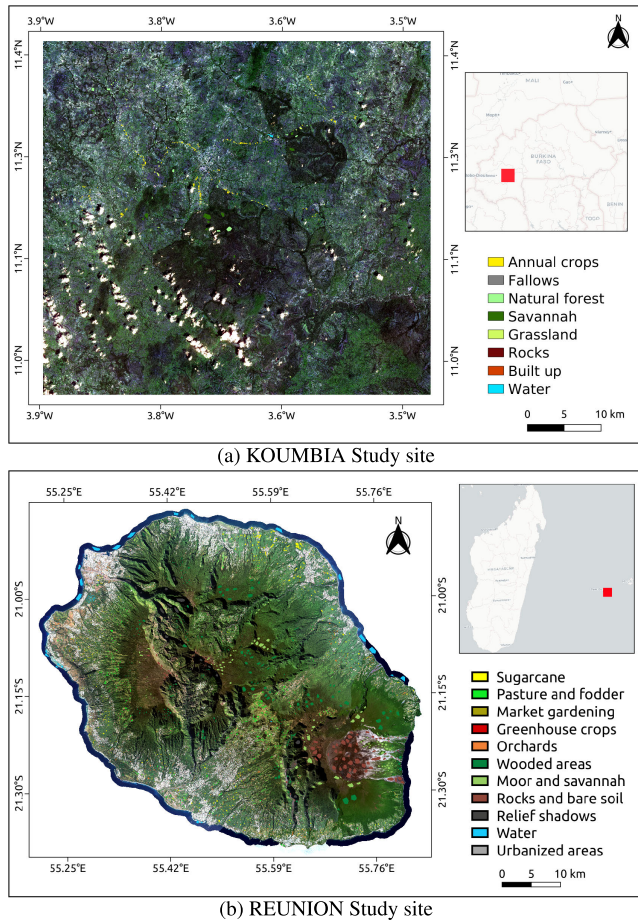 3.9°W 3.8°W 3.6°W 3.5°W
N
11.4°N 11.4°N
11.3°N 11.3°N
11.1°N 11.1°N
11.0°N 11.0°N
3.9°W 3.8°W 3.6°W 3.5°W
MALI
BURKINA
FASO
BENIN
TOGO
Annual crops
Fallows
Natural forest
Savannah
Grassland
Rocks
Built up
Water
0 5 10 km
(a) KOUMBIA Study site
55.25°E 55.42°E 55.59°E 55.76°E
N
21.00°S 21.00°S
21.15°S 21.15°S
21.30°S 21.30°S
55.25°E 55.42°E 55.59°E 55.76°E
Sugarcane
Pasture and fodder
Market gardening
Greenhouse crops
Orchards
Wooded areas
Moor and savannah
Rocks and bare soil
Relief shadows
Water
Urbanized areas
0 5 10 km
(b) REUNION Study site